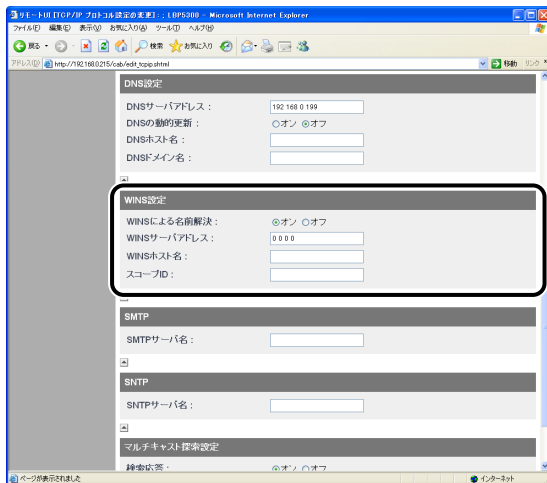 リモートUI [TCP/IP プロトコル設定の変更] : ; LBP5300 - Microsoft Internet Explorer
ファイル(F) 編集(E) 表示(V) お気に入り(A) ツール(T) ヘルプ(H)
戻る 検索 お気に入り
アドレス(D) http://192.168.0.215/cab/edit_tcpip.shtml 移動 リンク
DNS設定
DNSサーバアドレス : 192.168.0.199
DNSの動的更新 : オン オフ
DNSホスト名 :
DNSドメイン名 :
WINS設定
WINSによる名前解決 : オン オフ
WINSサーバアドレス : 0.0.0.0
WINSホスト名 :
スコープID :
SMTP
SMTPサーバ名 :
SNTP
SNTPサーバ名 :
マルチキャスト探索設定
検索応答 : オン オフ
ページが表示されました インターネット